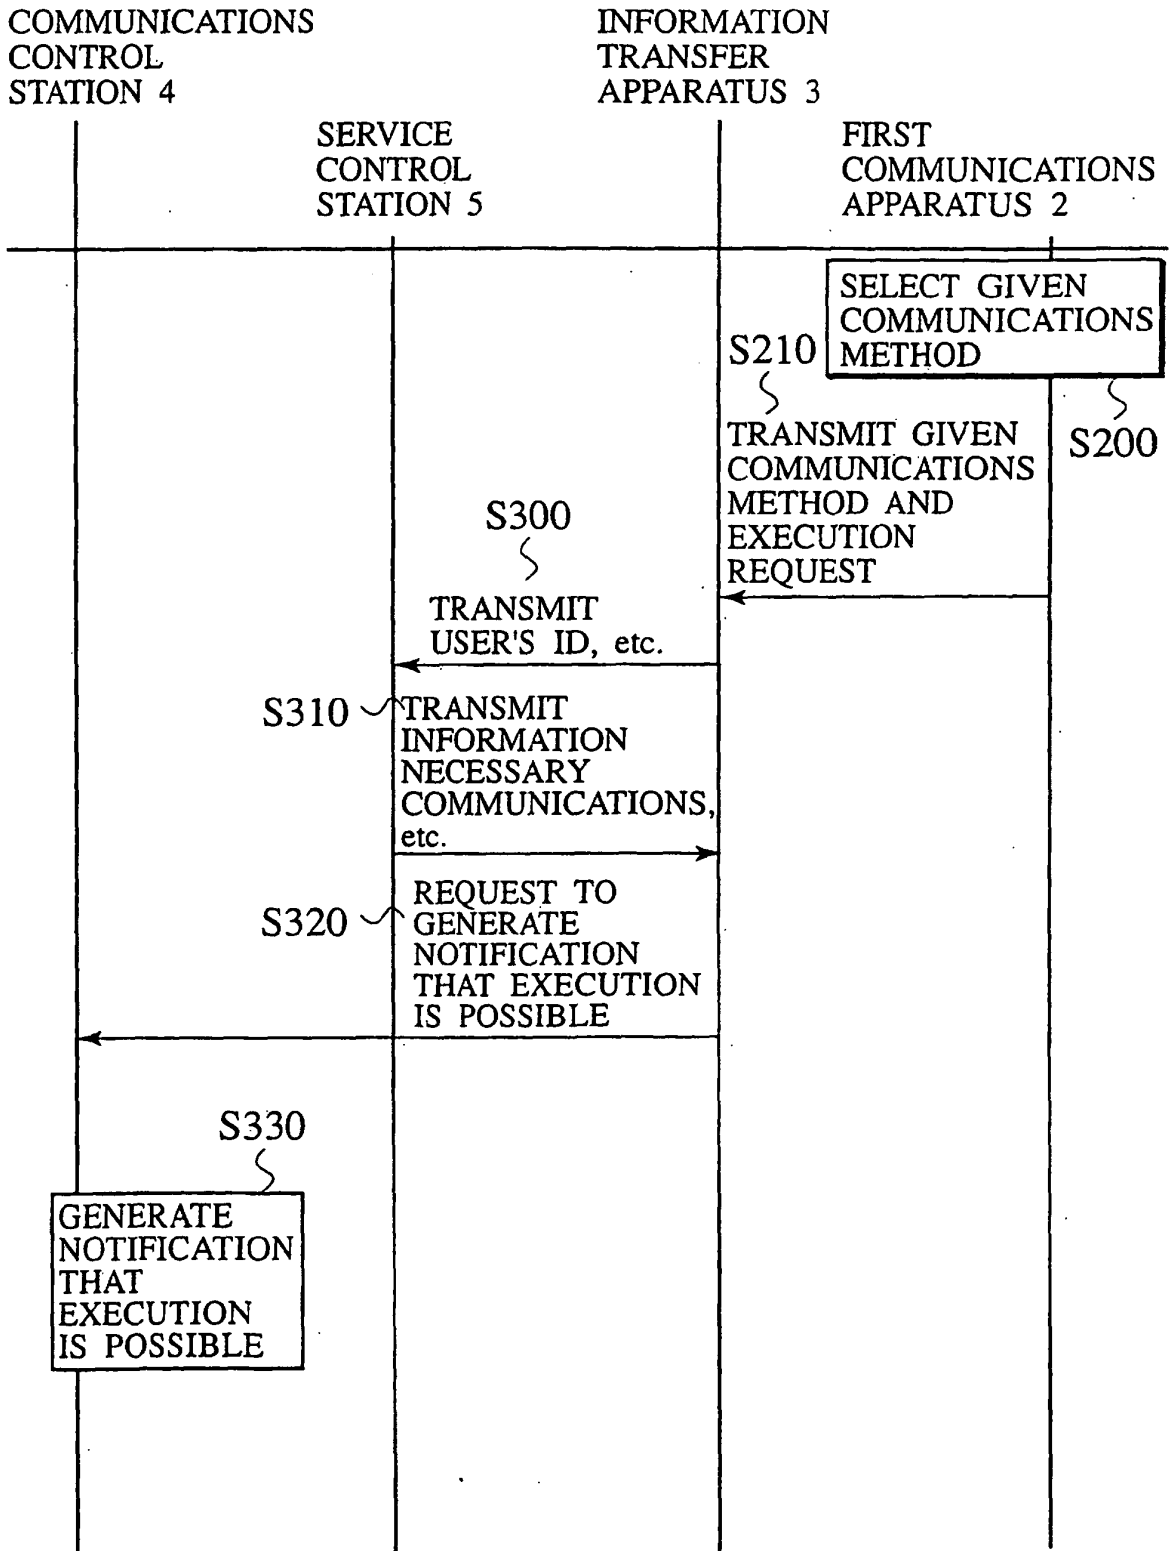 COMMUNICATIONS
CONTROL
STATION 4
INFORMATION
TRANSFER
APPARATUS 3
SERVICE
CONTROL
STATION 5
FIRST
COMMUNICATIONS
APPARATUS 2
SELECT GIVEN
COMMUNICATIONS
METHOD
S200
S210
TRANSMIT GIVEN
COMMUNICATIONS
METHOD AND
EXECUTION
REQUEST
S300
TRANSMIT
USER'S ID, etc.
S310
TRANSMIT
INFORMATION
NECESSARY
COMMUNICATIONS,
etc.
S320
REQUEST TO
GENERATE
NOTIFICATION
THAT EXECUTION
IS POSSIBLE
S330
GENERATE
NOTIFICATION
THAT
EXECUTION
IS POSSIBLE